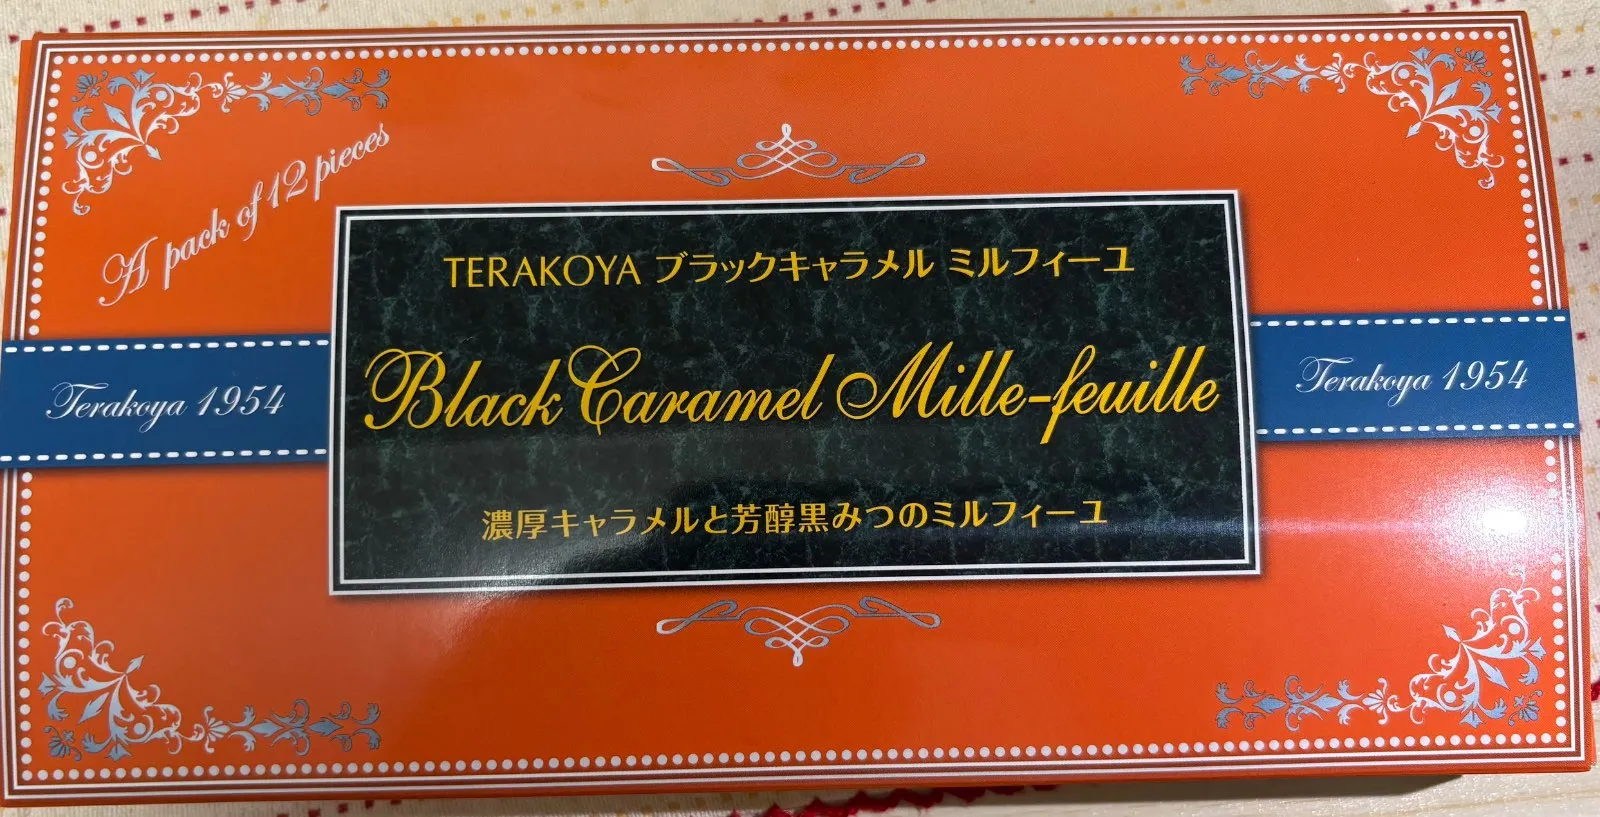 A pack of 12 pieces
TERAKOYA ブラックキャラメル ミルフィーユ
Terakoya 1954
Black Caramel Mille-feuille
Terakoya 1954
濃厚キャラメルと芳醇黒みつのミルフィーユ